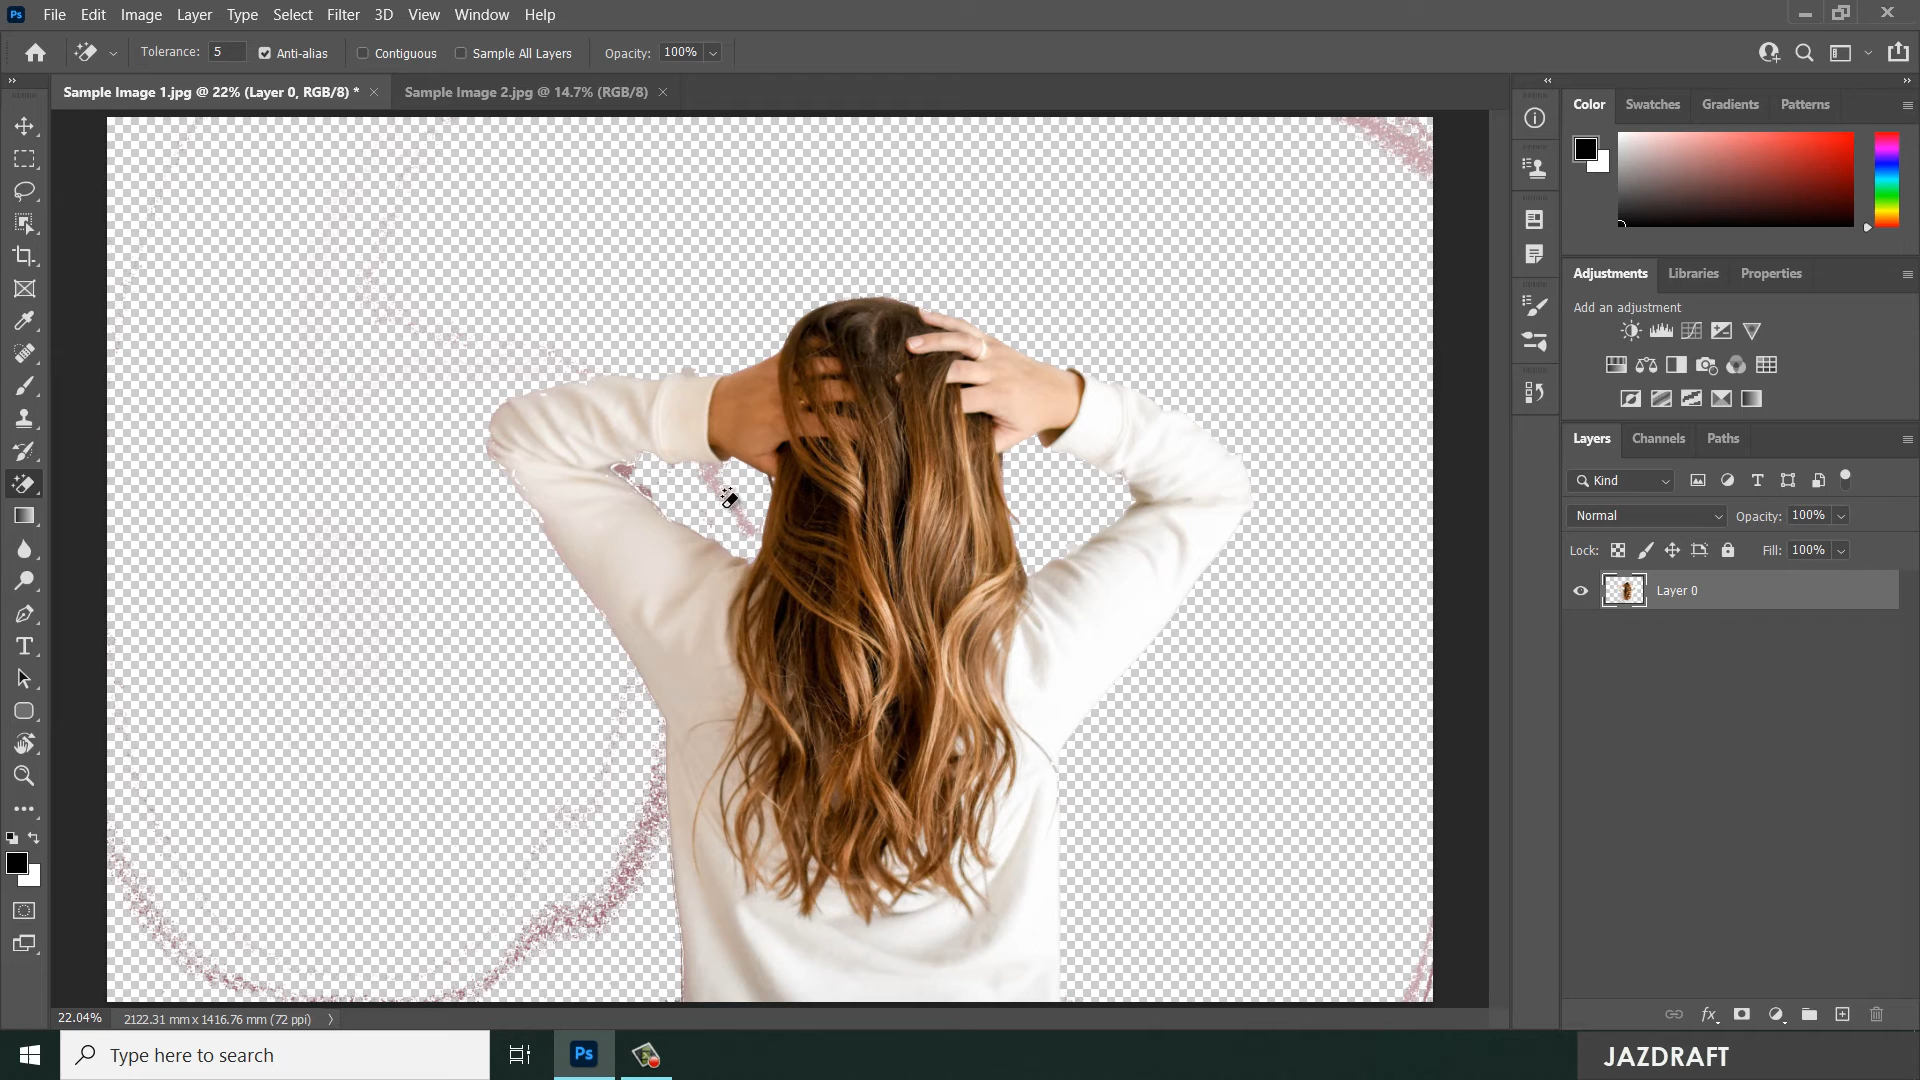 Ps File Edit Image Layer Type Select Filter 3D View Window Help
Tolerance: 5 Anti-alias Contiguous Sample All Layers Opacity: 100%
Sample Image 1.jpg @ 22% (Layer 0, RGB/8) * Sample Image 2.jpg @ 14.7% (RGB/8)
Color Swatches Gradients Patterns
Adjustments Libraries Properties
Add an adjustment
Layers Channels Paths
Kind
Normal Opacity: 100%
Lock: Fill: 100%
Layer 0
fx
22.04% 2122.31 mm x 1416.76 mm (72 ppi)
Type here to search Ps JAZDRAFT